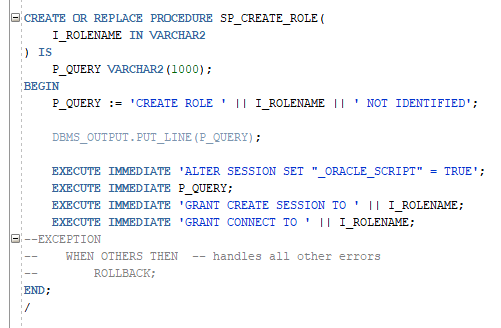 CREATE OR REPLACE PROCEDURE SP_CREATE_ROLE(
    I_ROLENAME IN VARCHAR2
) IS
    P_QUERY VARCHAR2(1000);
BEGIN
    P_QUERY := 'CREATE ROLE ' || I_ROLENAME || ' NOT IDENTIFIED';

    DBMS_OUTPUT.PUT_LINE(P_QUERY);

    EXECUTE IMMEDIATE 'ALTER SESSION SET "_ORACLE_SCRIPT" = TRUE';
    EXECUTE IMMEDIATE P_QUERY;
    EXECUTE IMMEDIATE 'GRANT CREATE SESSION TO ' || I_ROLENAME;
    EXECUTE IMMEDIATE 'GRANT CONNECT TO ' || I_ROLENAME;
--EXCEPTION
--    WHEN OTHERS THEN  -- handles all other errors
--        ROLLBACK;
END;
/